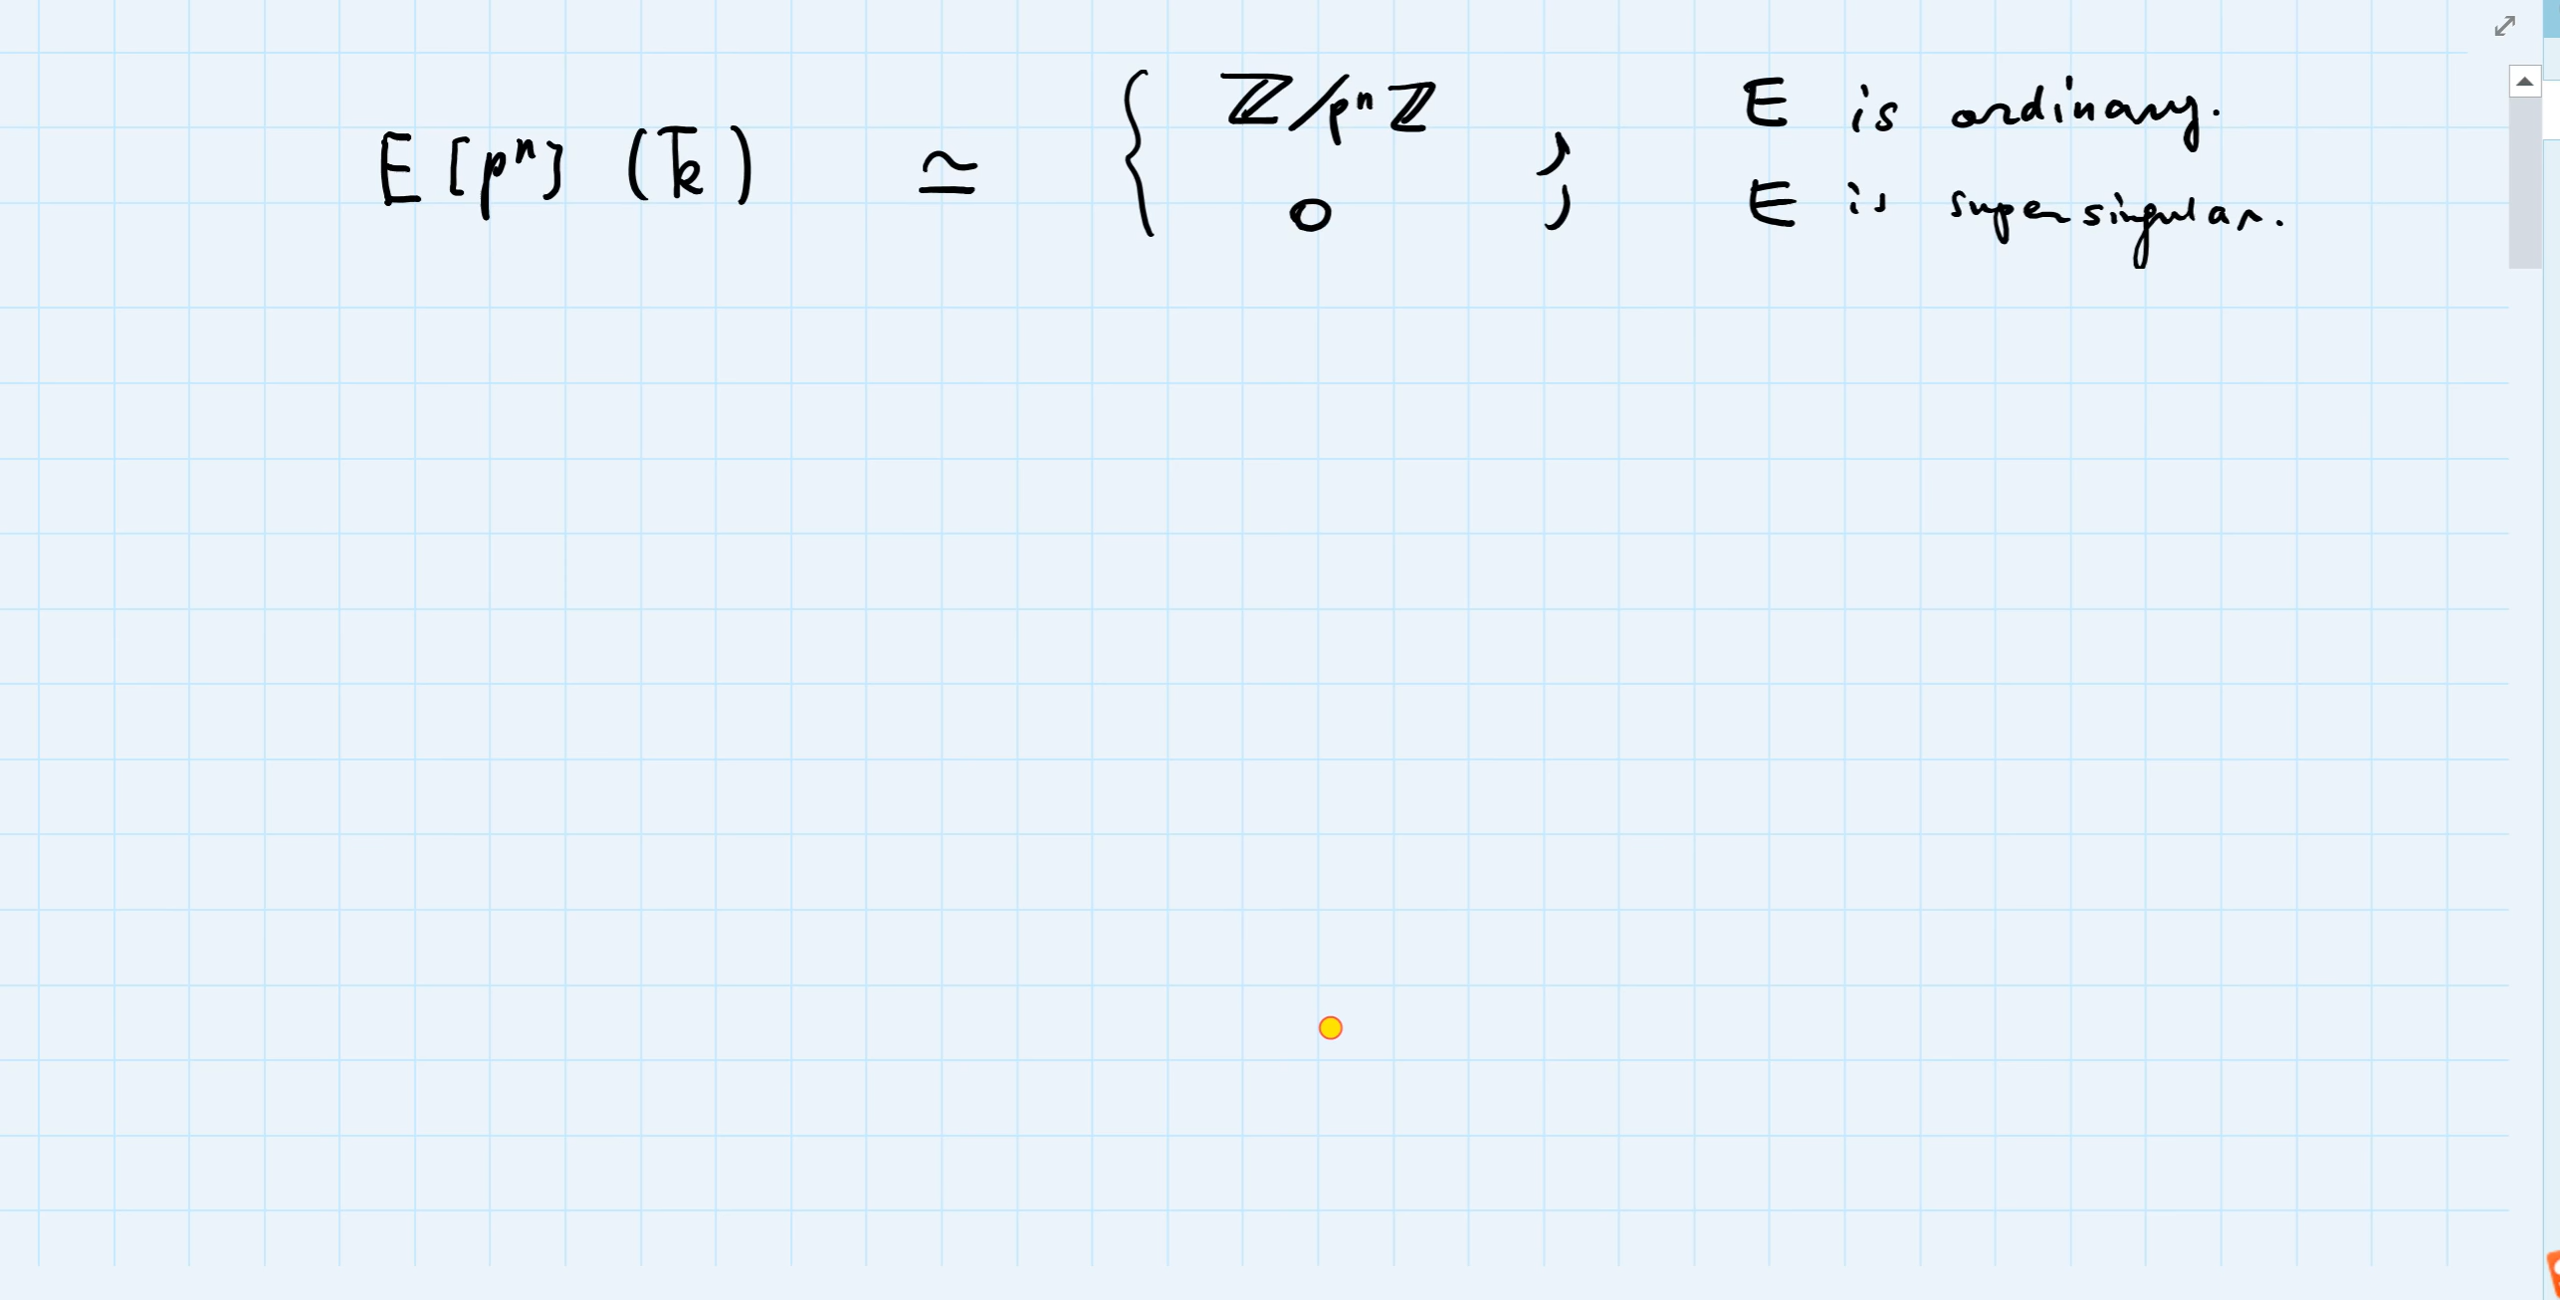 E[pⁿ](k̄) ≃ { ℤ/pⁿℤ , E is ordinary.
0 , E is supersingular.